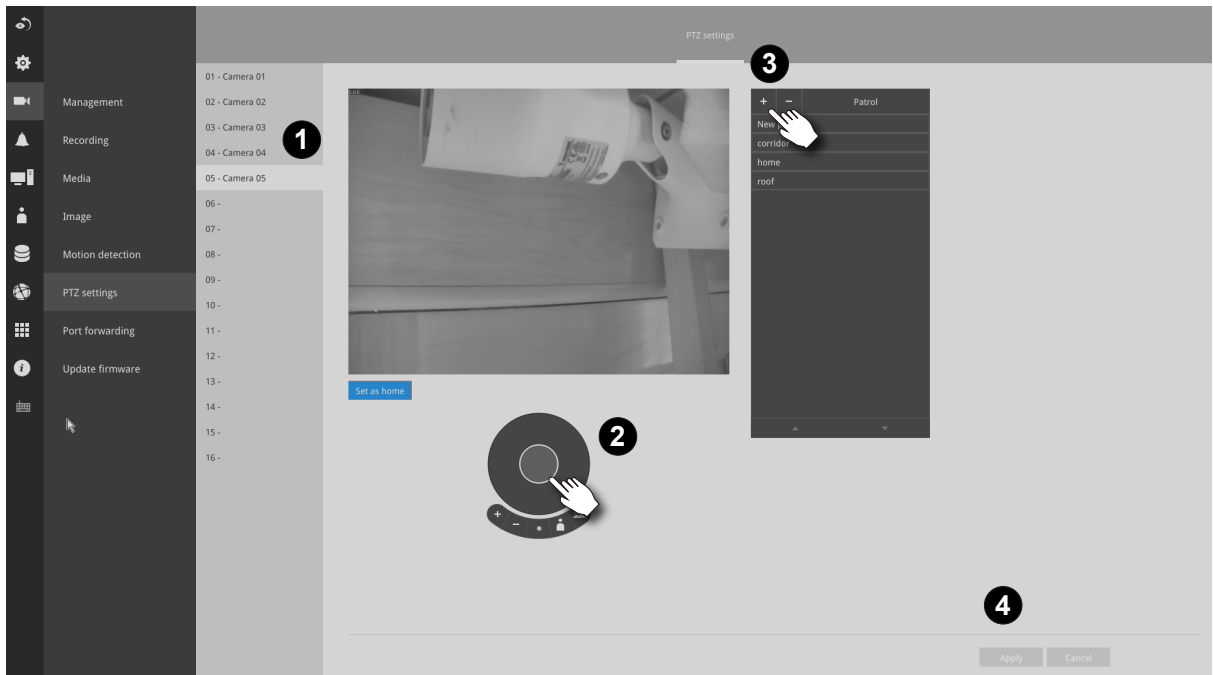 PTZ settings
3
01 - Camera 01
Management
02 - Camera 02
+ - Patrol
New
03 - Camera 03
1
Recording
corridor
04 - Camera 04
home
Media
05 - Camera 05
roof
06 -
Image
07 -
Motion detection
08 -
09 -
PTZ settings
10 -
Port forwarding
11 -
12 -
Update firmware
13 -
Set as home
14 -
15 -
2
16 -
+ -
4
Apply Cancel